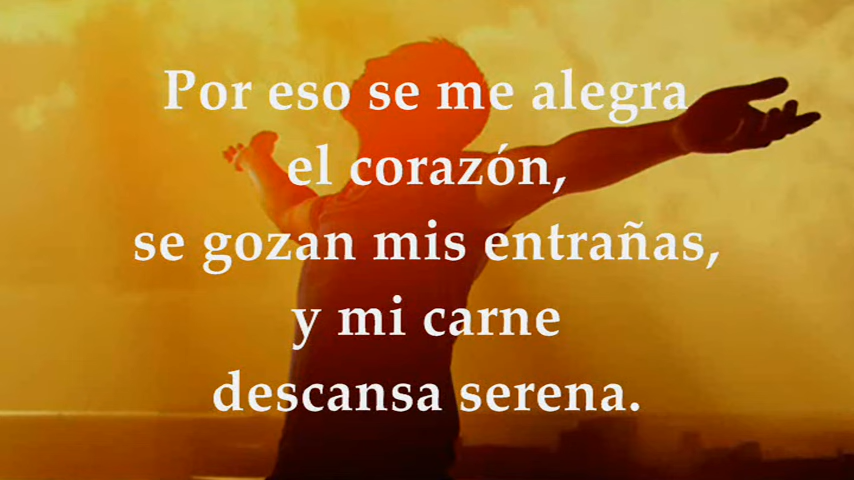 Por eso se me alegra
el corazón,
se gozan mis entrañas,
y mi carne
descansa serena.